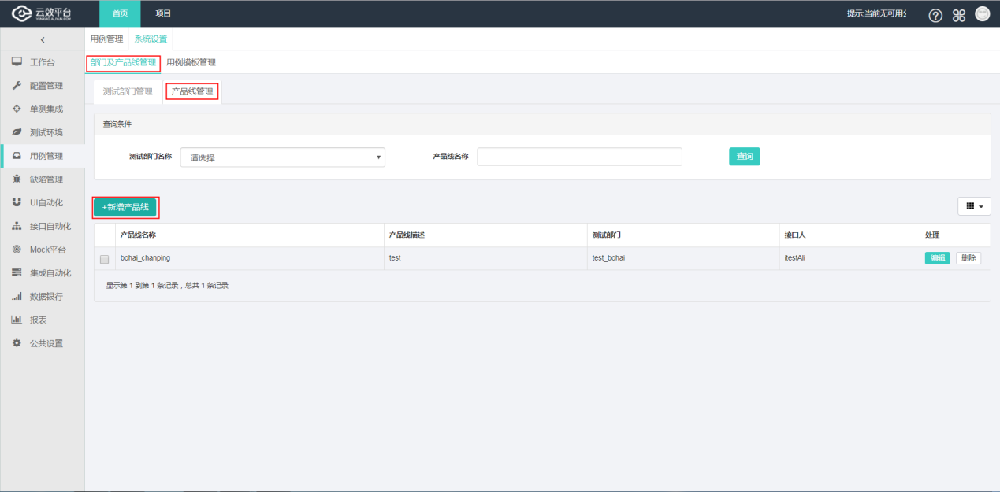 云效平台
YUNXIAO.ALIYUN.COM
首页
项目
提示:当前无可用
用例管理
系统设置
工作台
配置管理
单测集成
测试环境
用例管理
缺陷管理
UI自动化
接口自动化
Mock平台
集成自动化
数据银行
报表
公共设置
部门及产品线管理
用例模板管理
测试部门管理
产品线管理
查询条件
测试部门名称
请选择
产品线名称
查询
+新增产品线
产品线名称 产品线描述 测试部门 接口人 处理
bohai_chanping test test_bohai itestAli 编辑 删除
显示第 1 到第 1 条记录，总共 1 条记录